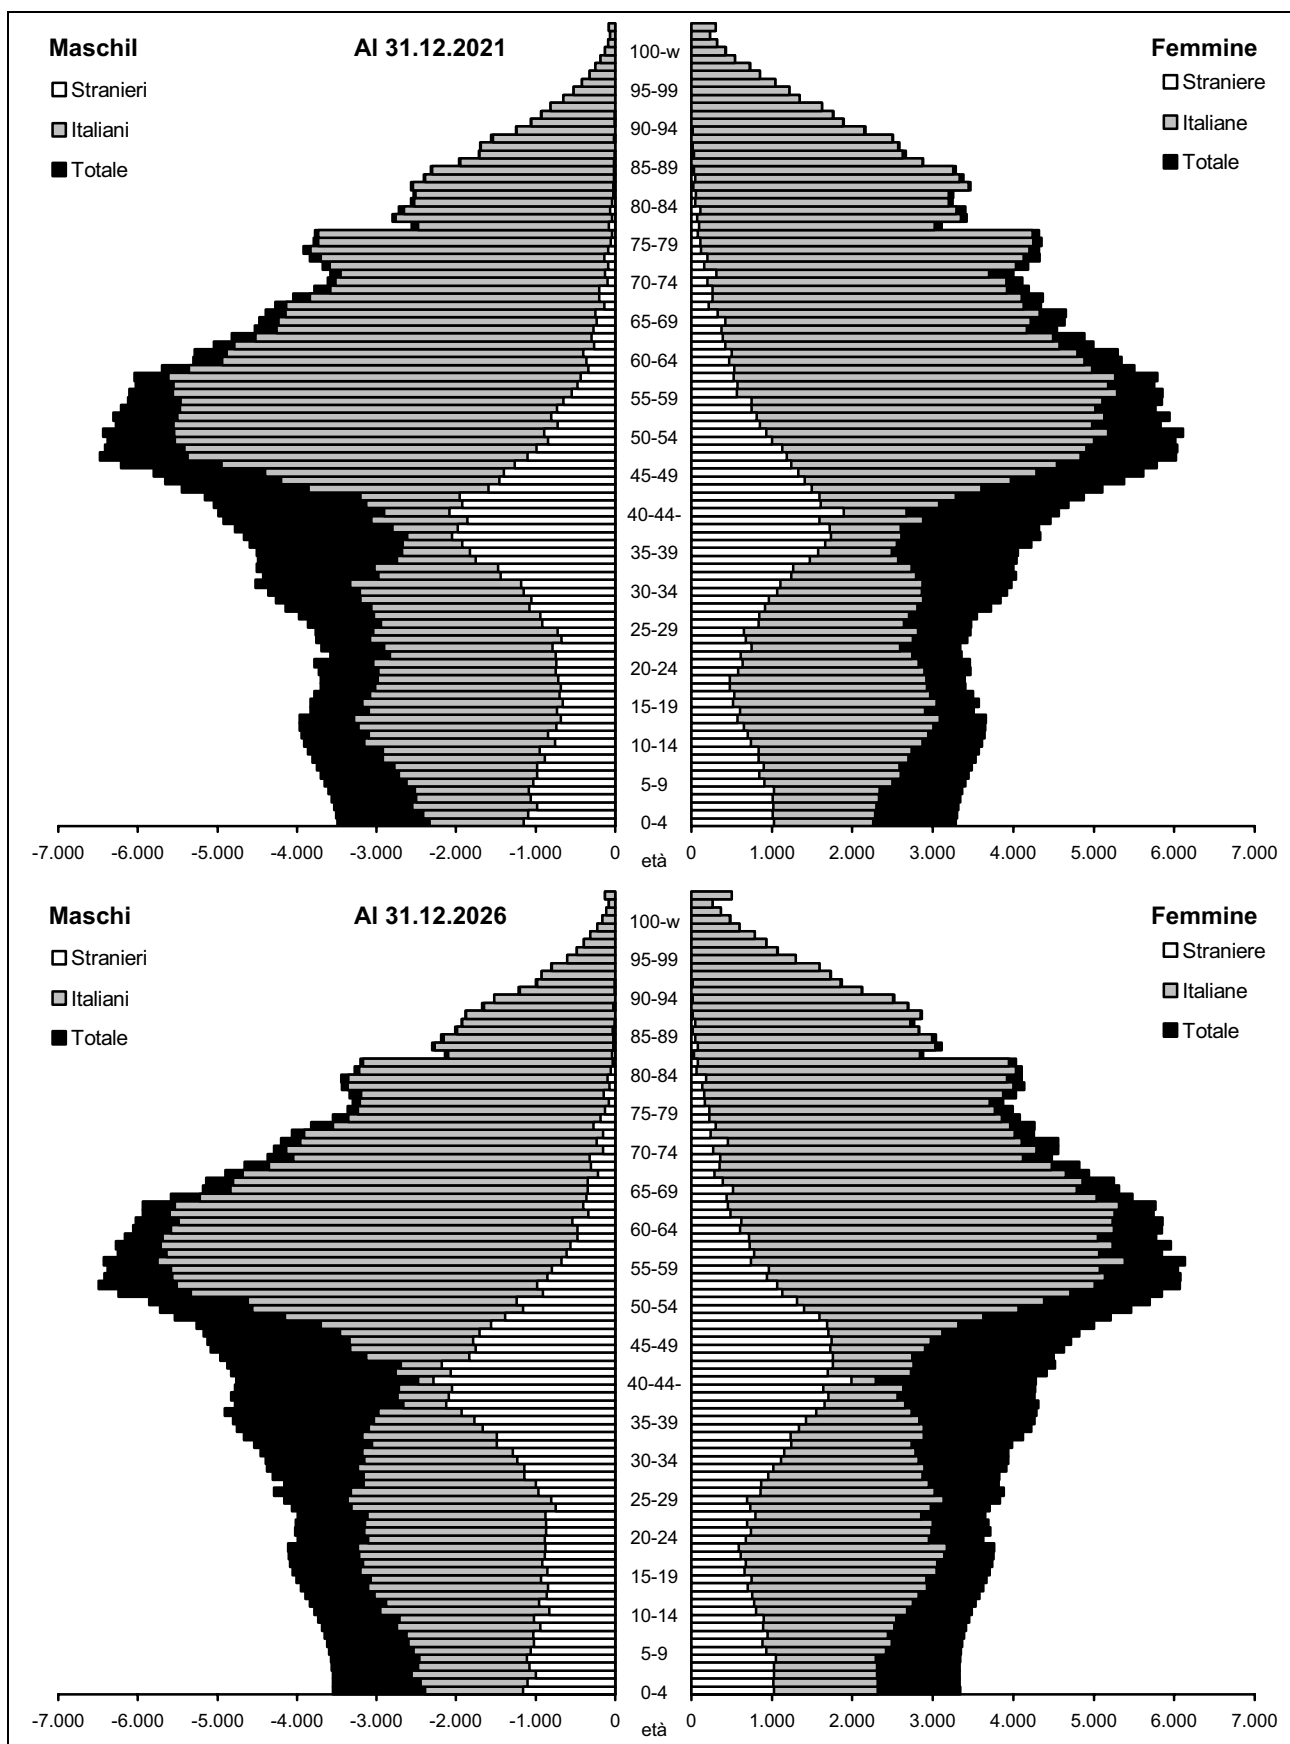 Maschil Al 31.12.2021 Femmine
Stranieri Straniere
Italiani Italiane
Totale Totale
100-w
95-99
90-94
85-89
80-84
75-79
70-74
65-69
60-64
55-59
50-54
45-49
40-44-
35-39
30-34
25-29
20-24
15-19
10-14
5-9
0-4
-7.000 -6.000 -5.000 -4.000 -3.000 -2.000 -1.000 0 0 1.000 2.000 3.000 4.000 5.000 6.000 7.000
età
Maschi Al 31.12.2026 Femmine
Stranieri Straniere
Italiani Italiane
Totale Totale
100-w
95-99
90-94
85-89
80-84
75-79
70-74
65-69
60-64
55-59
50-54
45-49
40-44-
35-39
30-34
25-29
20-24
15-19
10-14
5-9
0-4
-7.000 -6.000 -5.000 -4.000 -3.000 -2.000 -1.000 0 0 1.000 2.000 3.000 4.000 5.000 6.000 7.000
età